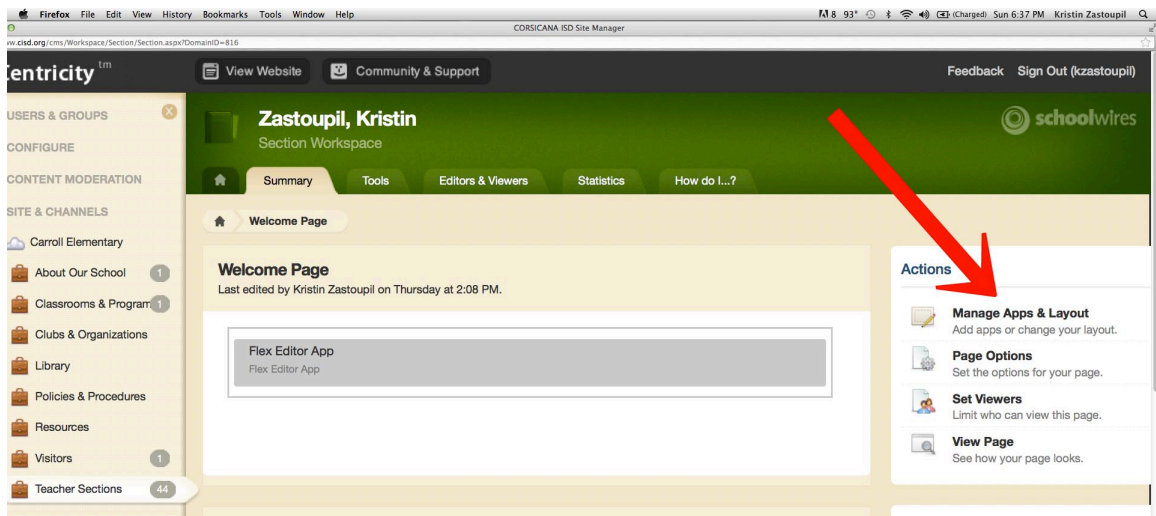 Firefox File Edit View History Bookmarks Tools Window Help
8 93° (Charged) Sun 6:37 PM Kristin Zastoupil
CORSICANA ISD Site Manager
ww.cisd.org/cms/Workspace/Section/Section.aspx?DomainID=816
Centricity™
View Website
Community & Support
Feedback
Sign Out (kzastoupil)
USERS & GROUPS
CONFIGURE
CONTENT MODERATION
SITE & CHANNELS
Carroll Elementary
About Our School 1
Classrooms & Program 1
Clubs & Organizations
Library
Policies & Procedures
Resources
Visitors 1
Teacher Sections 44
Zastoupil, Kristin
Section Workspace
schoolwires
Summary Tools Editors & Viewers Statistics How do I...?
Welcome Page
Welcome Page
Last edited by Kristin Zastoupil on Thursday at 2:08 PM.
Flex Editor App
Flex Editor App
Actions
Manage Apps & Layout
Add apps or change your layout.
Page Options
Set the options for your page.
Set Viewers
Limit who can view this page.
View Page
See how your page looks.